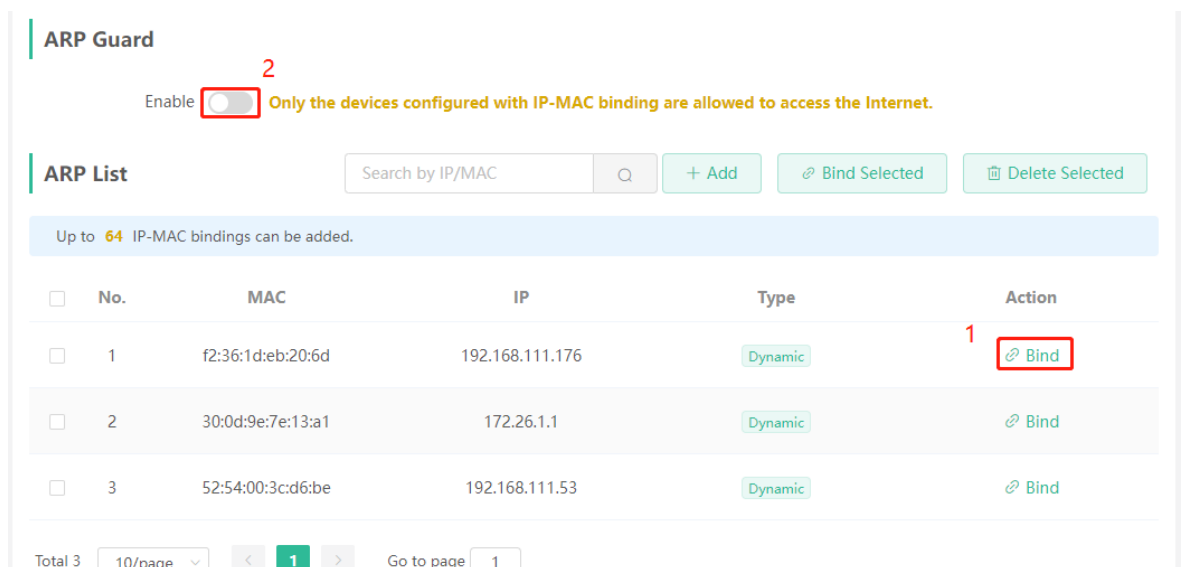 ARP Guard
2
Enable Only the devices configured with IP-MAC binding are allowed to access the Internet.
ARP List Search by IP/MAC + Add Bind Selected Delete Selected
Up to 64 IP-MAC bindings can be added.
No. MAC IP Type Action
1
1 f2:36:1d:eb:20:6d 192.168.111.176 Dynamic Bind
2 30:0d:9e:7e:13:a1 172.26.1.1 Dynamic Bind
3 52:54:00:3c:d6:be 192.168.111.53 Dynamic Bind
Total 3 10/page < 1 > Go to page 1